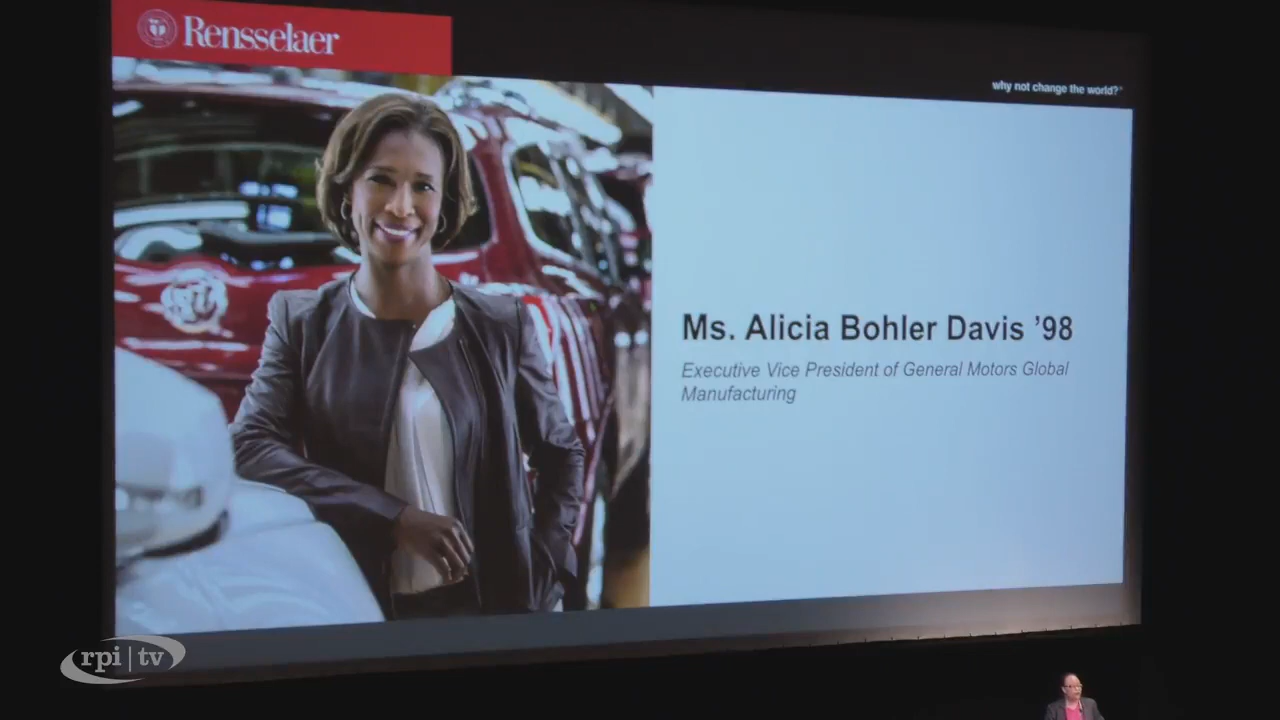 Rensselaer
why not change the world?
Ms. Alicia Bohler Davis ’98
Executive Vice President of General Motors Global
Manufacturing
rpi|tv